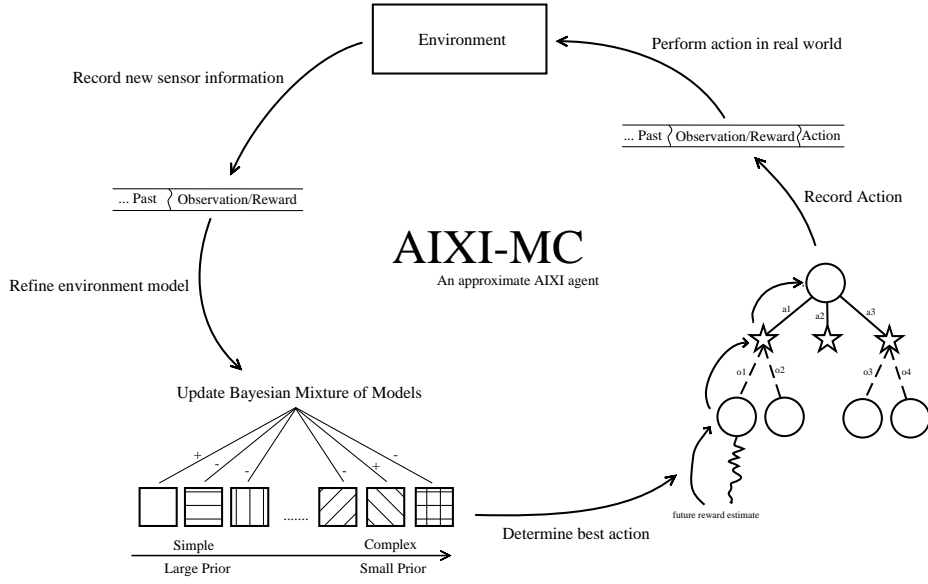 Environment
Perform action in real world
Record new sensor information
... Past Observation/Reward Action
... Past Observation/Reward
Record Action
AIXI-MC
An approximate AIXI agent
Refine environment model
a1 a2 a3
o1 o2 o3 o4
Update Bayesian Mixture of Models
+ - - - + -
.......
future reward estimate
Determine best action
Simple Complex
Large Prior Small Prior